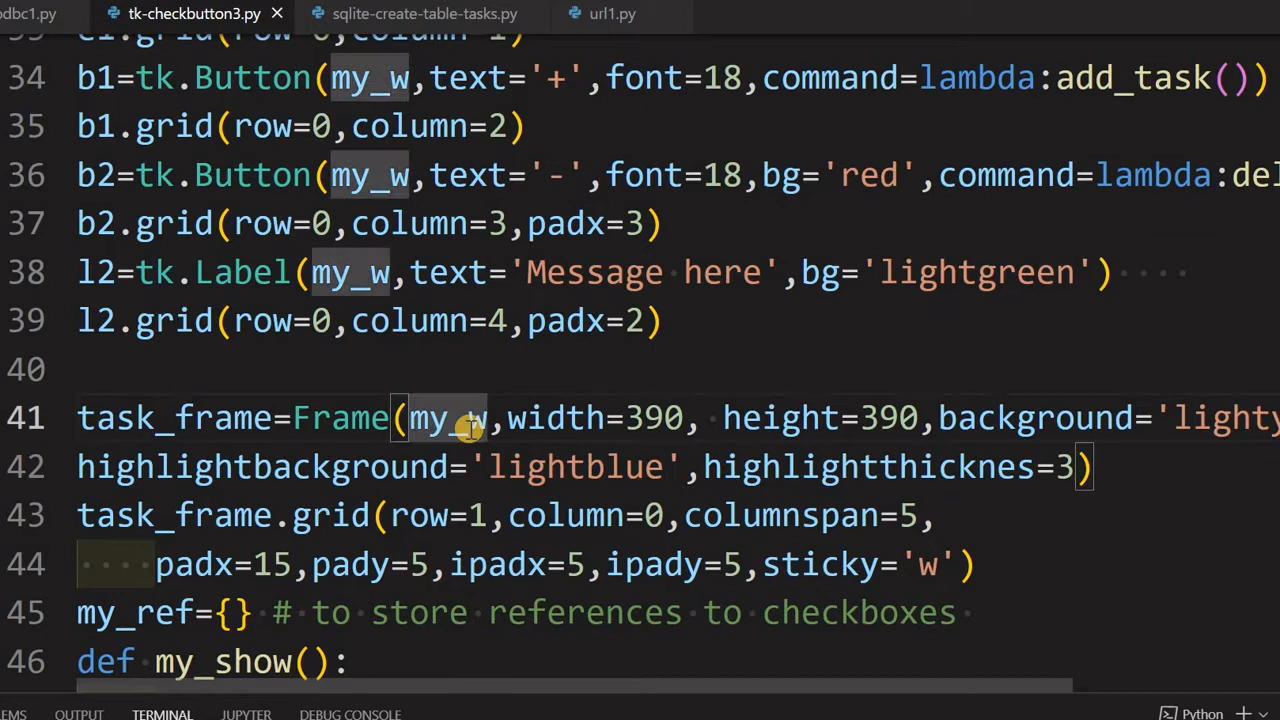 odbc1.py tk-checkbutton3.py × sqlite-create-table-tasks.py url1.py
34 b1=tk.Button(my_w,text='+',font=18,command=lambda:add_task())
35 b1.grid(row=0,column=2)
36 b2=tk.Button(my_w,text='-',font=18,bg='red',command=lambda:del
37 b2.grid(row=0,column=3,padx=3)
38 l2=tk.Label(my_w,text='Message here',bg='lightgreen')
39 l2.grid(row=0,column=4,padx=2)
40
41 task_frame=Frame(my_w,width=390, height=390,background='lighty
42 highlightbackground='lightblue',highlightthicknes=3)
43 task_frame.grid(row=1,column=0,columnspan=5,
44 padx=15,pady=5,ipadx=5,ipady=5,sticky='w')
45 my_ref={} # to store references to checkboxes
46 def my_show():
EMS OUTPUT TERMINAL JUPYTER DEBUG CONSOLE Python